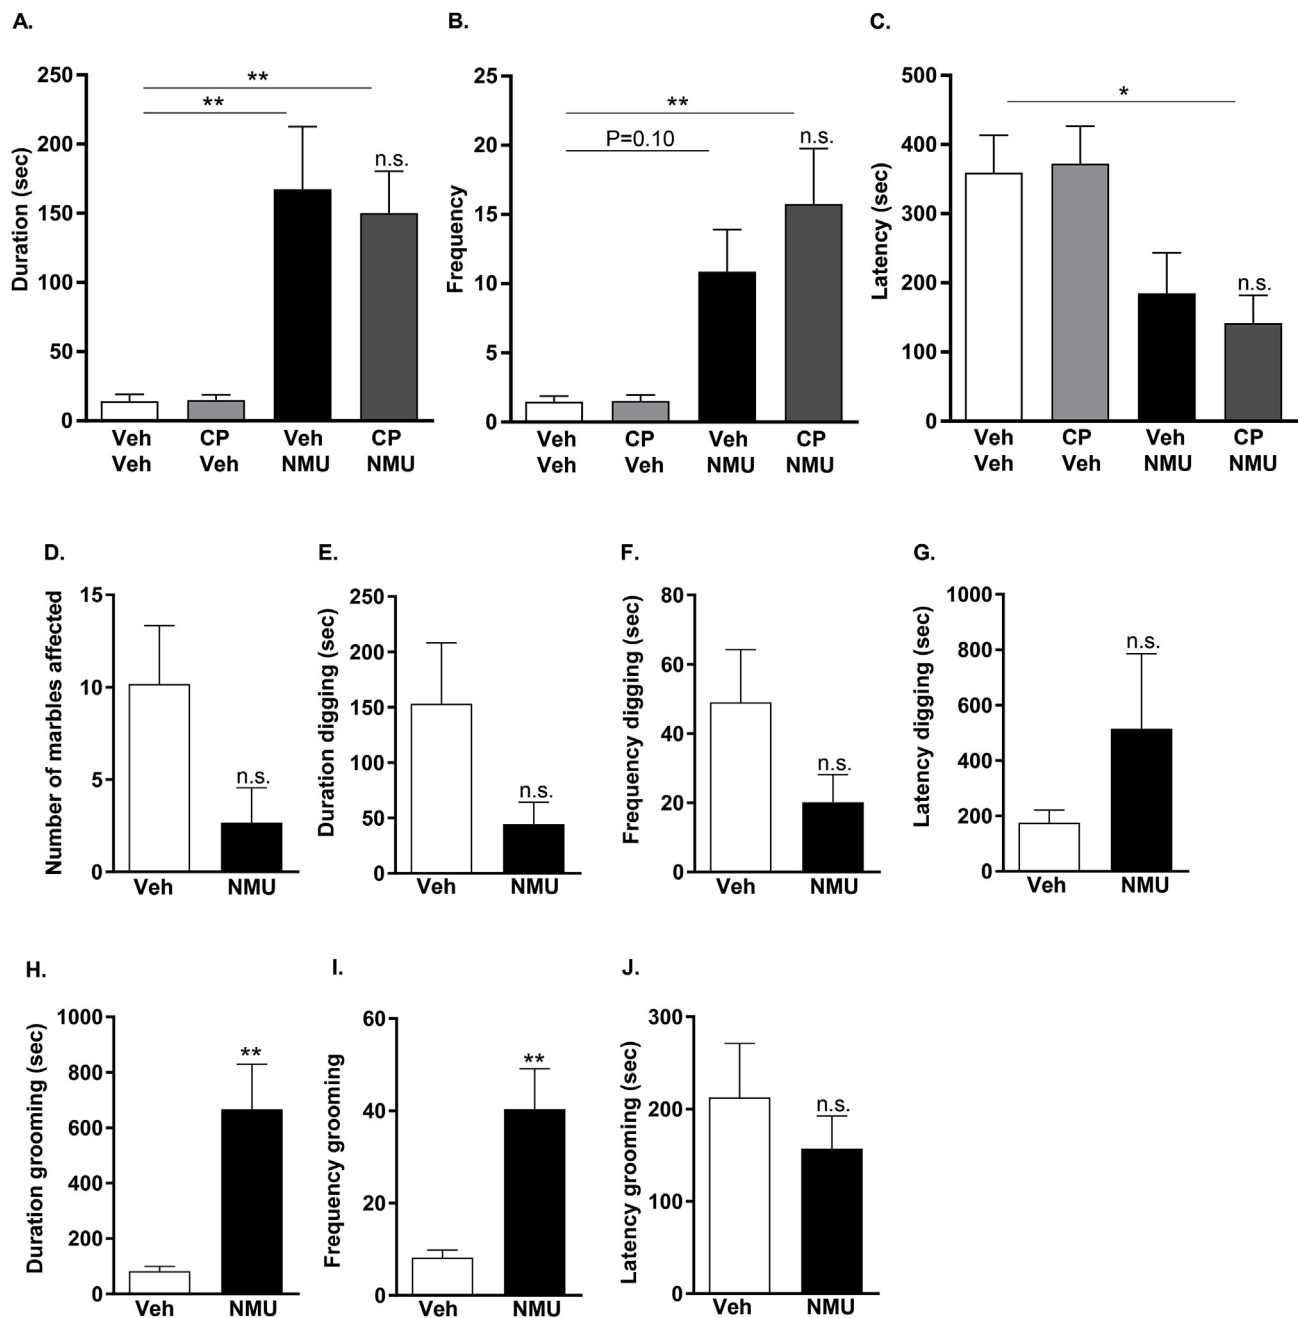 A.
Duration (sec)
250
200
150
100
50
0
**
**
n.s.
Veh CP Veh CP
Veh Veh NMU NMU
B.
Frequency
25
20
15
10
5
0
**
P=0.10
n.s.
Veh CP Veh CP
Veh Veh NMU NMU
C.
Latency (sec)
500
400
300
200
100
0
*
n.s.
Veh CP Veh CP
Veh Veh NMU NMU
D.
Number of marbles affected
15
10
5
0
n.s.
Veh NMU
E.
Duration digging (sec)
250
200
150
100
50
0
n.s.
Veh NMU
F.
Frequency digging (sec)
80
60
40
20
0
n.s.
Veh NMU
G.
Latency digging (sec)
1000
800
600
400
200
0
n.s.
Veh NMU
H.
Duration grooming (sec)
1000
800
600
400
200
0
**
Veh NMU
I.
Frequency grooming
60
40
20
0
**
Veh NMU
J.
Latency grooming (sec)
300
200
100
0
n.s.
Veh NMU